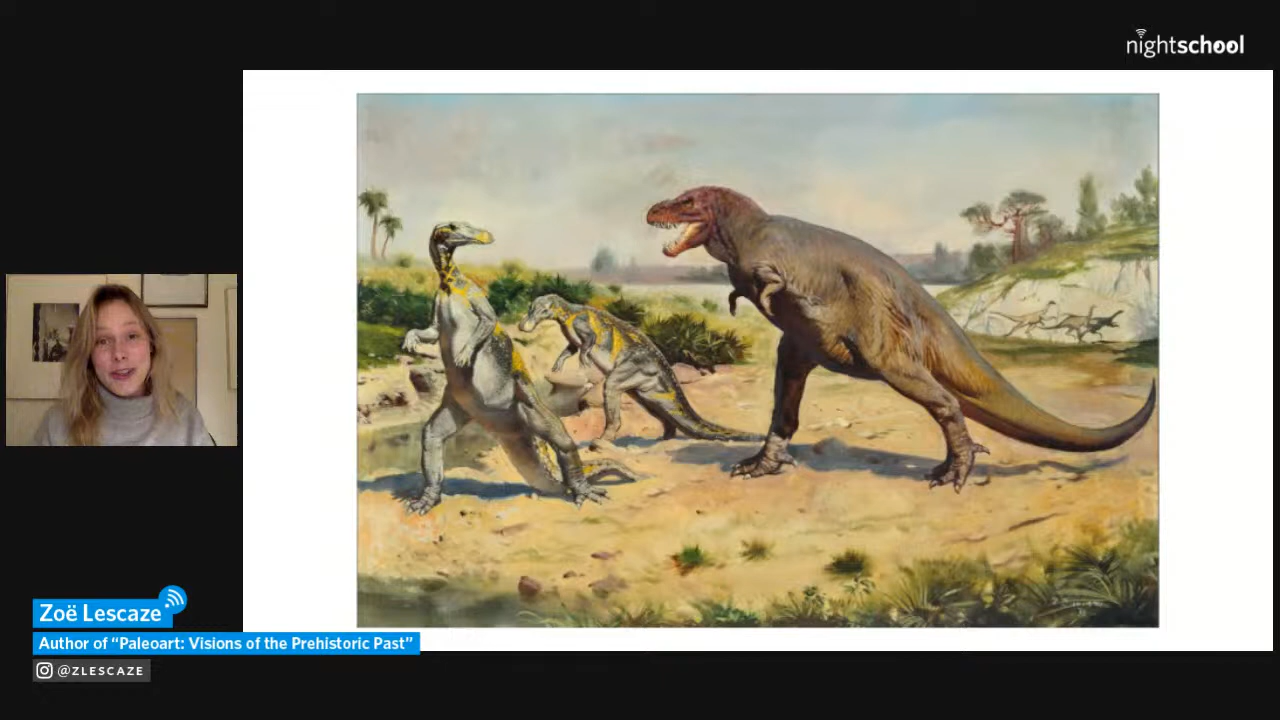 nightschool
Zoë Lescaze
Author of “Paleoart: Visions of the Prehistoric Past”
@ZLESCAZE